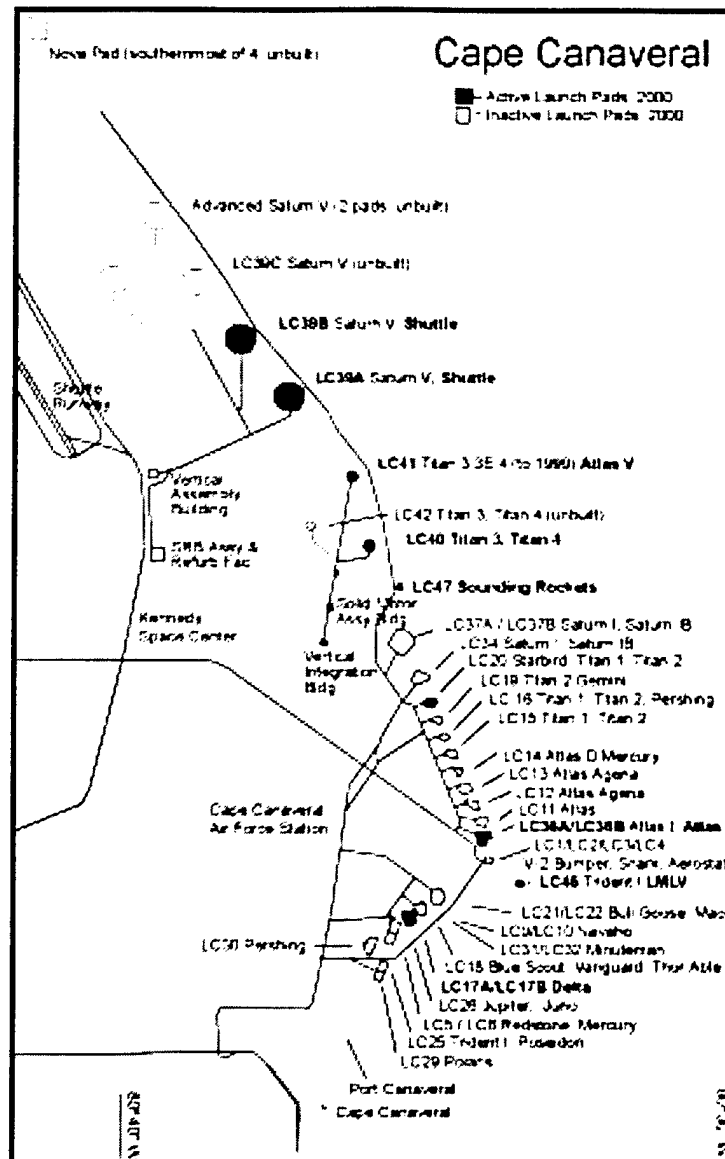 Cape Canaveral
Nova Pad (southernmost of 4, unbuilt)
- Active Launch Pads, 2000
- Inactive Launch Pads, 2000
Advanced Saturn V (2 pads, unbuilt)
LC39C Saturn V (unbuilt)
LC39B Saturn V, Shuttle
LC39A Saturn V, Shuttle
Shuttle
Runway
LC41 Titan 3, 3E, 4 (to 1999) Atlas V
Vertical
Assembly
Building
LC42 Titan 3, Titan 4 (unbuilt)
LC40 Titan 3, Titan 4
SRB Assy &
Refurb Fac
LC47 Sounding Rockets
Solid Motor
Assy Bldg
Kennedy
Space Center
LC37A / LC37B Saturn I, Saturn IB
LC34 Saturn I, Saturn IB
Vertical
Integration
Bldg
LC20 Starbird, Titan 1, Titan 2
LC19 Titan 2 Gemini
LC16 Titan 1, Titan 2, Pershing
LC15 Titan 1, Titan 2
LC14 Atlas D Mercury
LC13 Atlas Agena
LC12 Atlas Agena
LC11 Atlas
Cape Canaveral
Air Force Station
LC36A/LC36B Atlas I, Atlas
LC1/LC2/LC3/LC4
V-2 Bumper, Snark, Aerostat
LC46 Trident I LMLV
LC21/LC22 Bull Goose, Mac
LC9/LC10 Navaho
LC31/LC32 Minuteman
LC30 Pershing
LC18 Blue Scout, Vanguard, Thor Able
LC17A/LC17B Delta
LC26 Jupiter, Juno
LC5 / LC6 Redstone, Mercury
LC25 Trident I, Poseidon
LC29 Polaris
Port Canaveral
Cape Canaveral
80°40' W